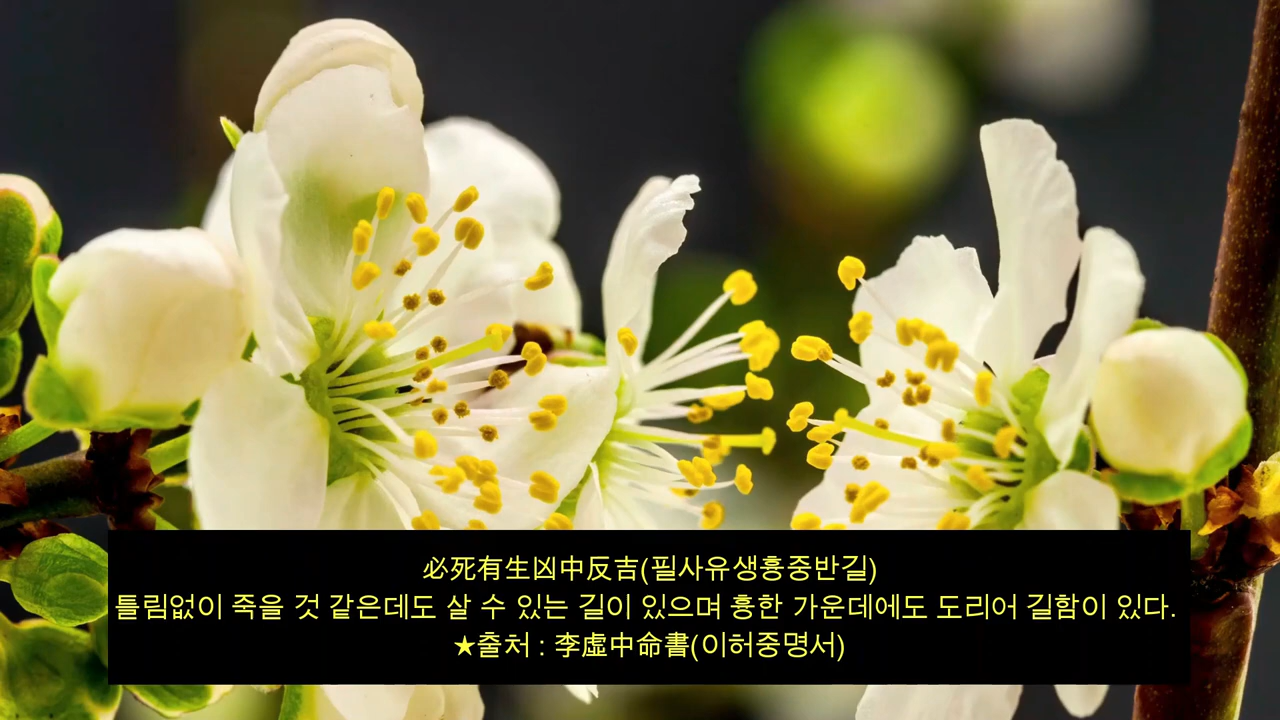 必死有生凶中反吉(필사유생흉중반길)
틀림없이 죽을 것 같은데도 살 수 있는 길이 있으며 흉한 가운데에도 도리어 길함이 있다.
★출처 : 李虛中命書(이허중명서)